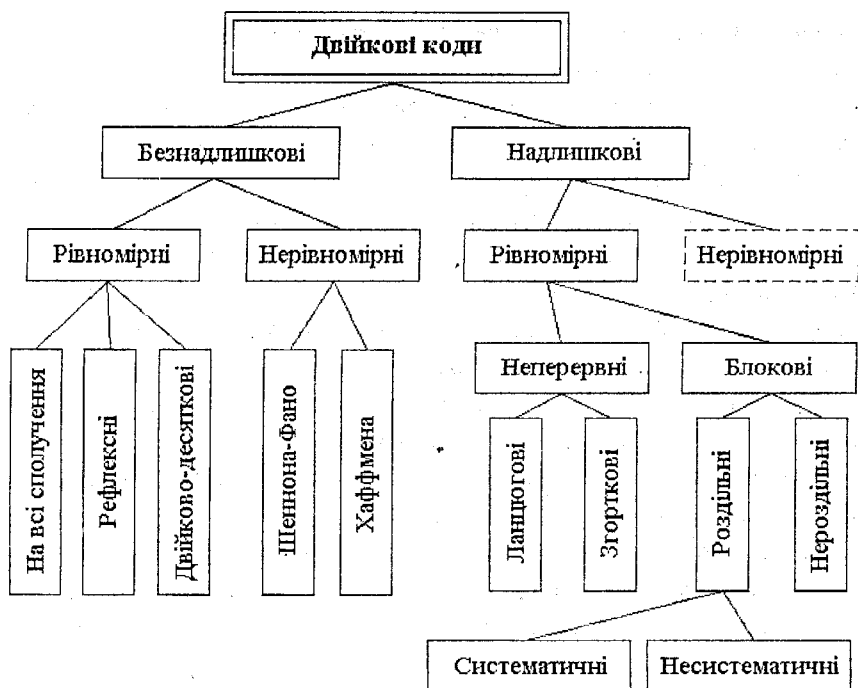 Двійкові коди
Безнадлишкові
Надлишкові
Рівномірні
Нерівномірні
Рівномірні
Нерівномірні
На всі сполучення
Рефлексні
Двійково-десяткові
Шеннона-Фано
Хаффмена
Неперервні
Блокові
Ланцюгові
Згорткові
Роздільні
Нероздільні
Систематичні
Несистематичні